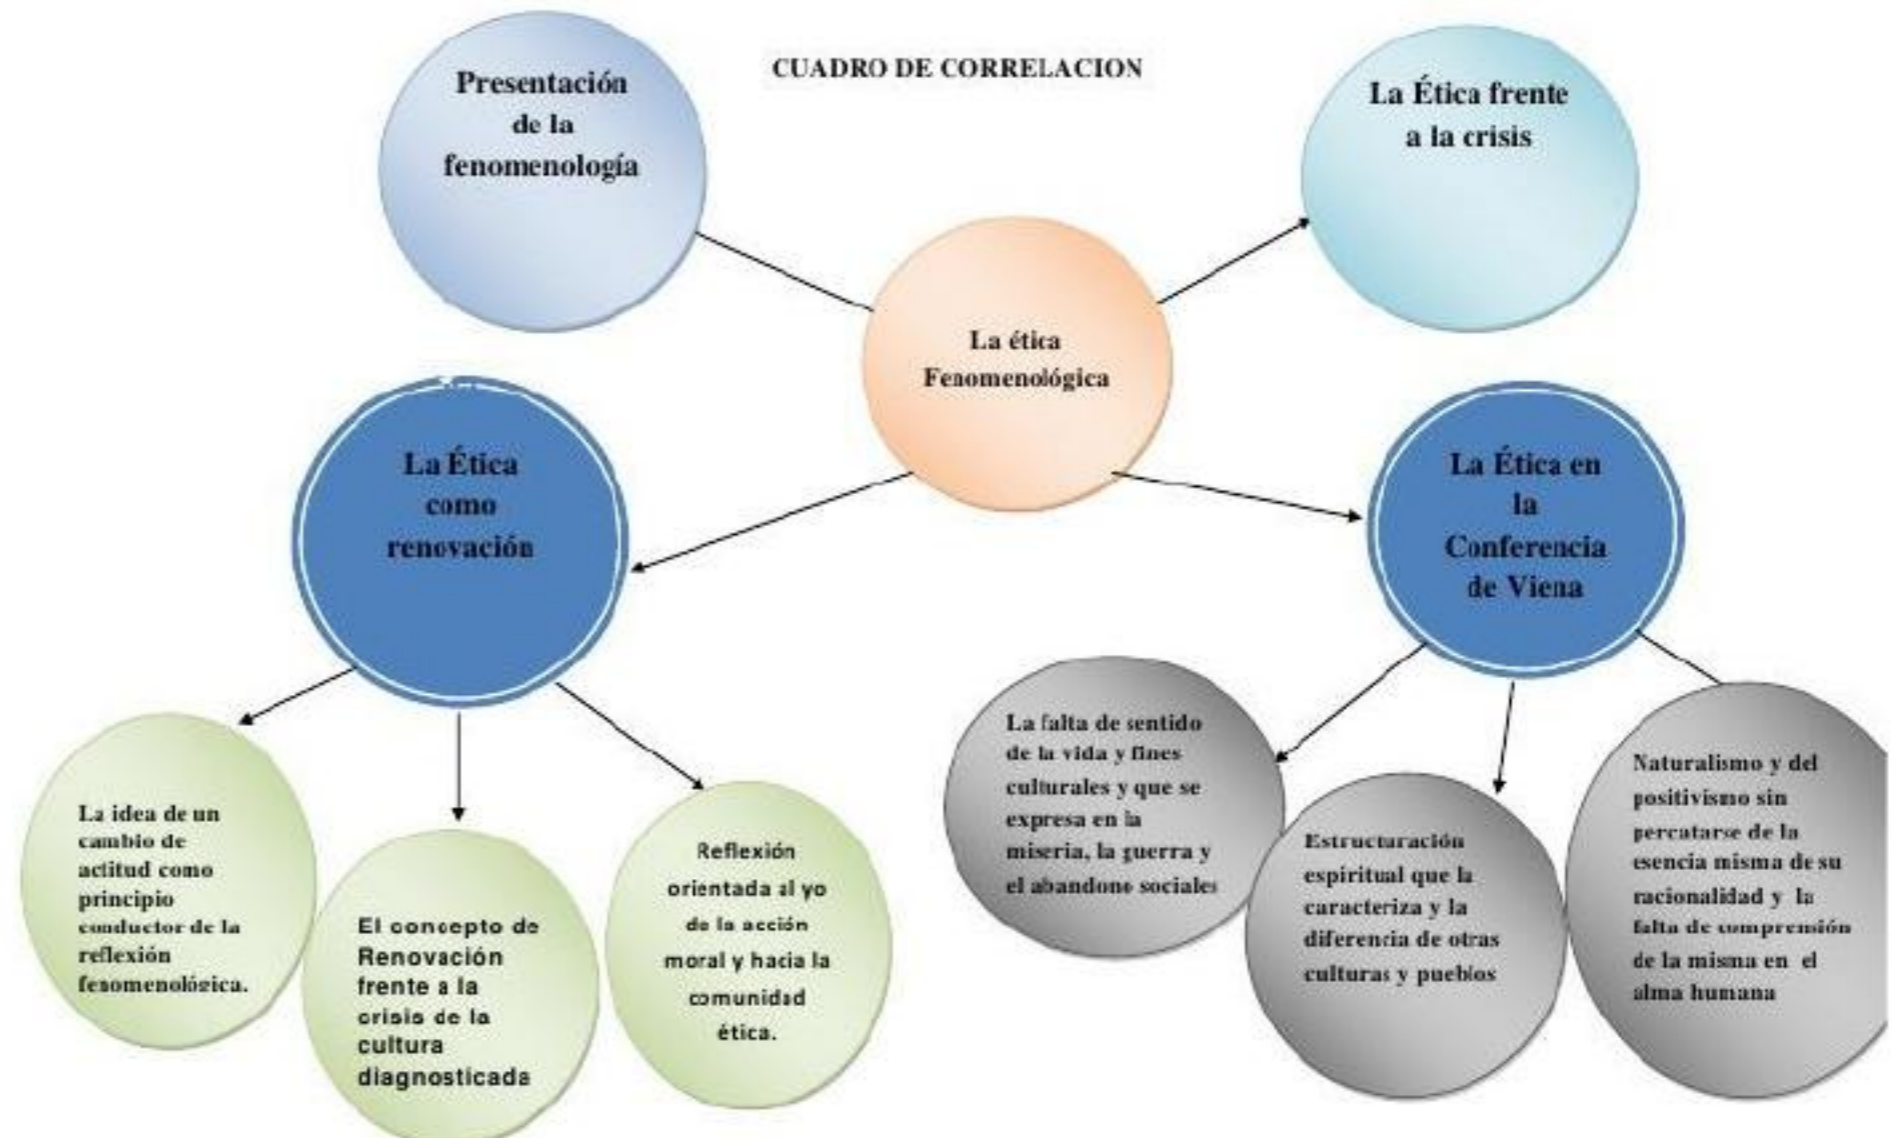 CUADRO DE CORRELACION
Presentación
de la
fenomenología
La Ética frente
a la crisis
La ética
Fenomenológica
La Ética
como
renovación
La Ética en
la
Conferencia
de Viena
La idea de un
cambio de
actitud como
principio
conductor de la
reflexión
fenomenológica.
El concepto de
Renovación
frente a la
crisis de la
cultura
diagnosticada
Reflexión
orientada al yo
de la acción
moral y hacia la
comunidad
ética.
La falta de sentido
de la vida y fines
culturales y que se
expresa en la
miseria, la guerra y
el abandono sociales
Estructuración
espiritual que la
caracteriza y la
diferencia de otras
culturas y pueblos
Naturalismo y del
positivismo sin
percatarse de la
esencia misma de su
racionalidad y la
falta de comprensión
de la misma en el
alma humana